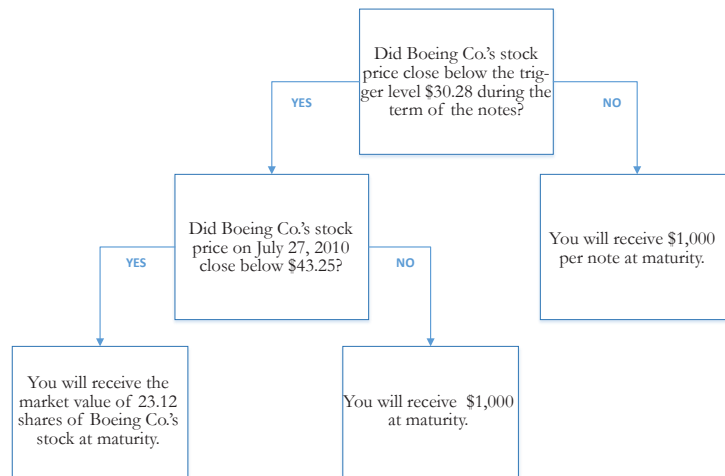 Did Boeing Co.'s stock
price close below the trig-
ger level $30.28 during the
term of the notes?
YES
NO
Did Boeing Co.'s stock
price on July 27, 2010
close below $43.25?
You will receive $1,000
per note at maturity.
YES
NO
You will receive the
market value of 23.12
shares of Boeing Co.'s
stock at maturity.
You will receive $1,000
at maturity.